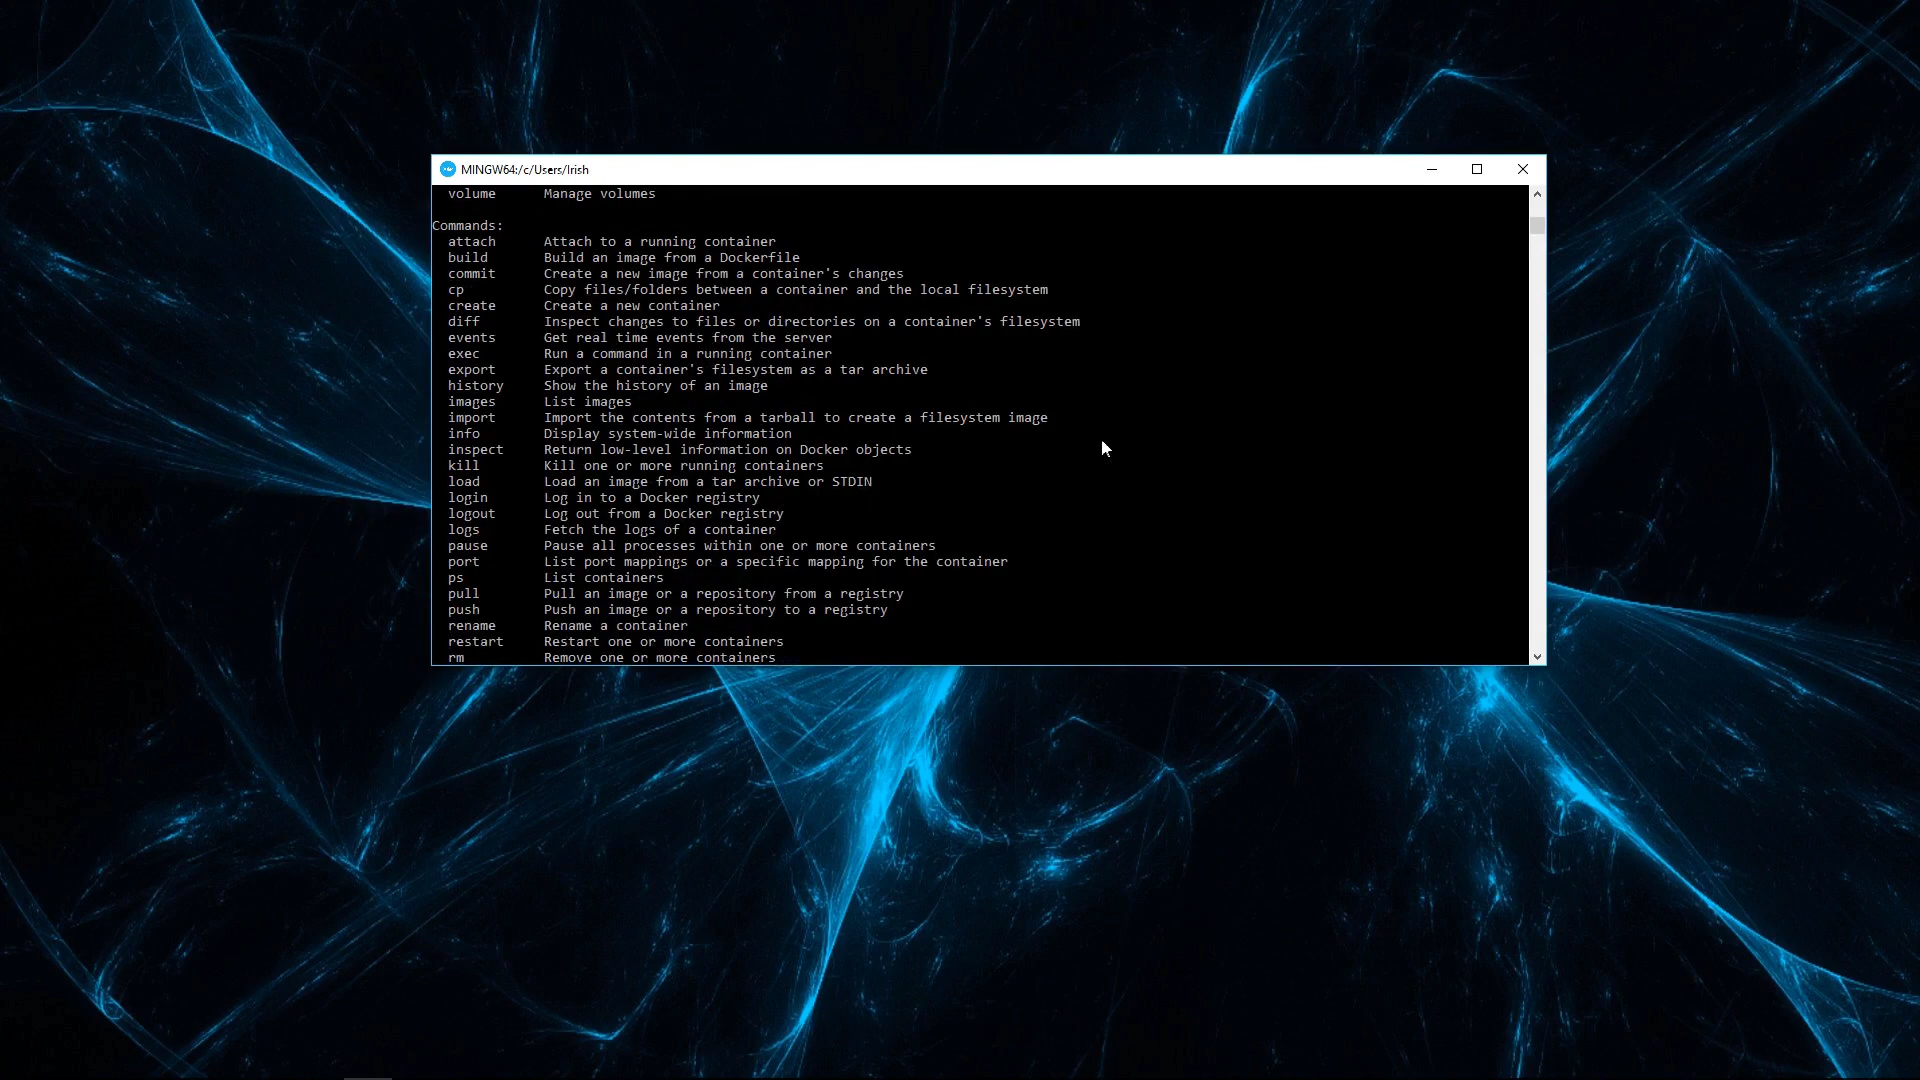 MINGW64:/c/Users/Irish
volume Manage volumes
Commands:
attach Attach to a running container
build Build an image from a Dockerfile
commit Create a new image from a container's changes
cp Copy files/folders between a container and the local filesystem
create Create a new container
diff Inspect changes to files or directories on a container's filesystem
events Get real time events from the server
exec Run a command in a running container
export Export a container's filesystem as a tar archive
history Show the history of an image
images List images
import Import the contents from a tarball to create a filesystem image
info Display system-wide information
inspect Return low-level information on Docker objects
kill Kill one or more running containers
load Load an image from a tar archive or STDIN
login Log in to a Docker registry
logout Log out from a Docker registry
logs Fetch the logs of a container
pause Pause all processes within one or more containers
port List port mappings or a specific mapping for the container
ps List containers
pull Pull an image or a repository from a registry
push Push an image or a repository to a registry
rename Rename a container
restart Restart one or more containers
rm Remove one or more containers